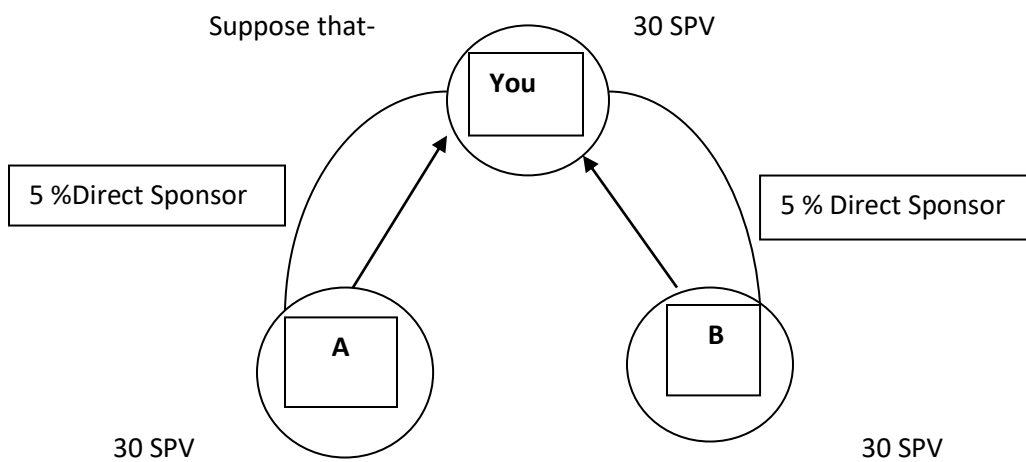 Suppose that-
30 SPV
You
5 %Direct Sponsor
5 % Direct Sponsor
A
B
30 SPV
30 SPV